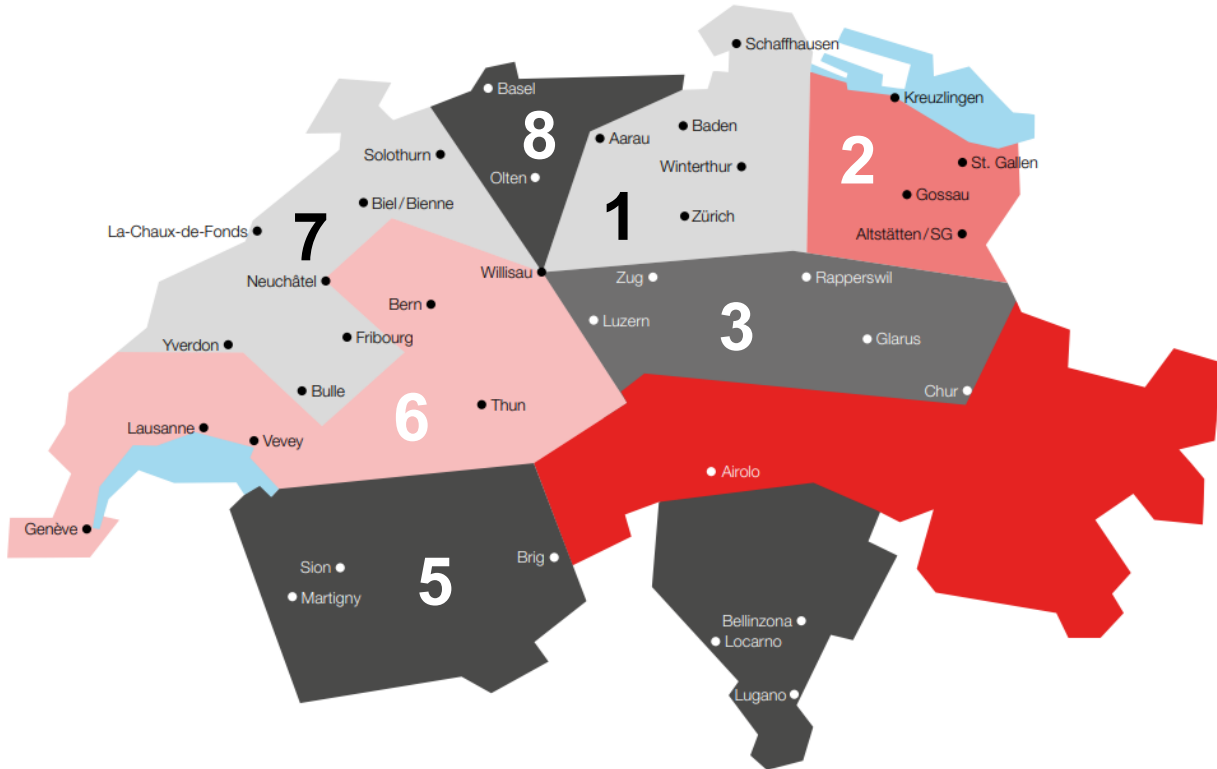 Schaffhausen
Basel
Kreuzlingen
8
Aarau
Baden
Solothurn
Winterthur
2
St. Gallen
Olten
Gossau
Biel/Bienne
1
Zürich
La-Chaux-de-Fonds
7
Altstätten/SG
Neuchâtel
Willisau
Zug
Rapperswil
Bern
Luzern
3
Yverdon
Fribourg
Glarus
Bulle
Chur
6
Thun
Lausanne
Vevey
Airolo
Genève
Sion
5
Brig
Martigny
Bellinzona
Locarno
Lugano